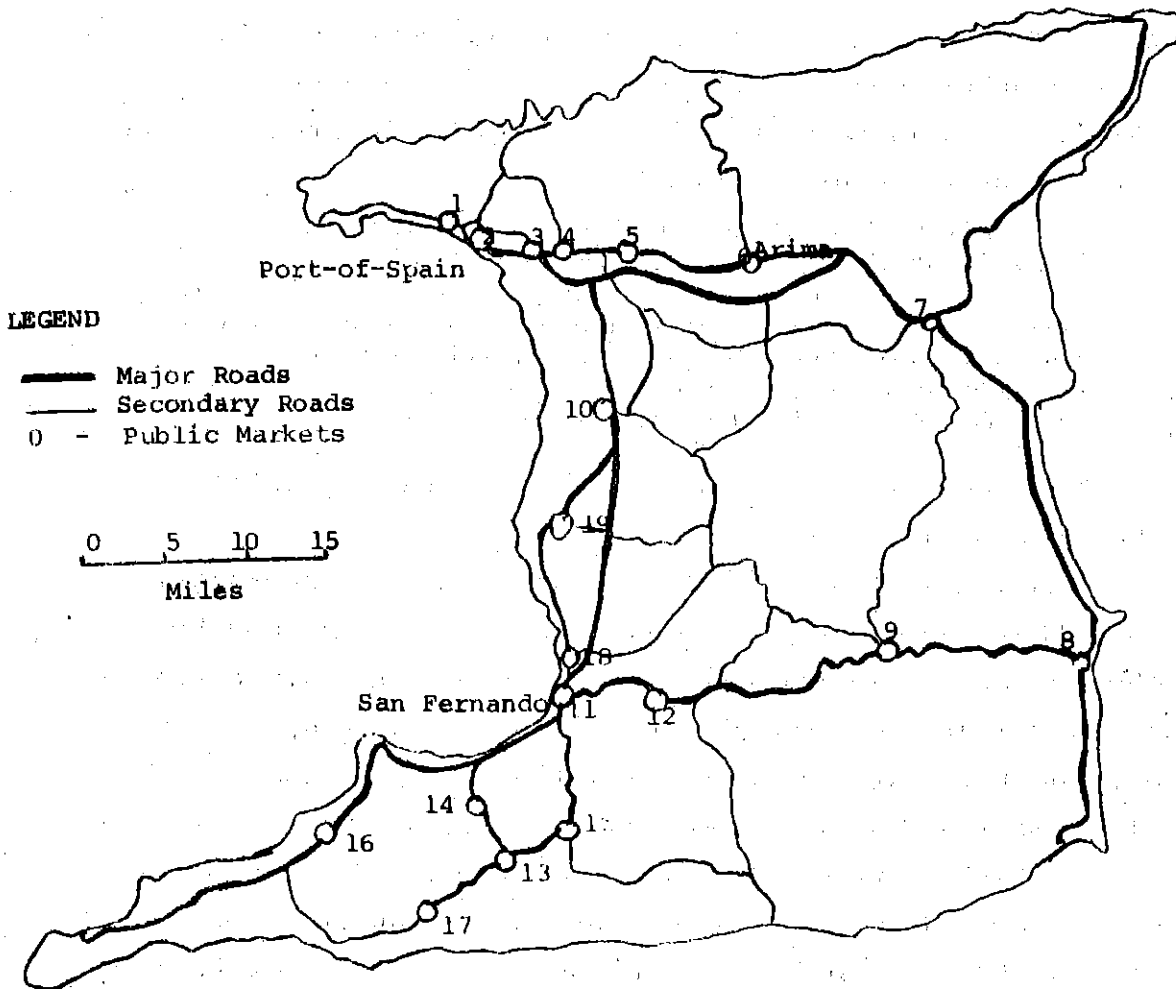 1
2
3
4
5
Arima
Port-of-Spain
7
LEGEND
Major Roads
Secondary Roads
0 - Public Markets
10
0 5 10 15
Miles
19
18
9
8
San Fernando
11
12
14
16
13
17